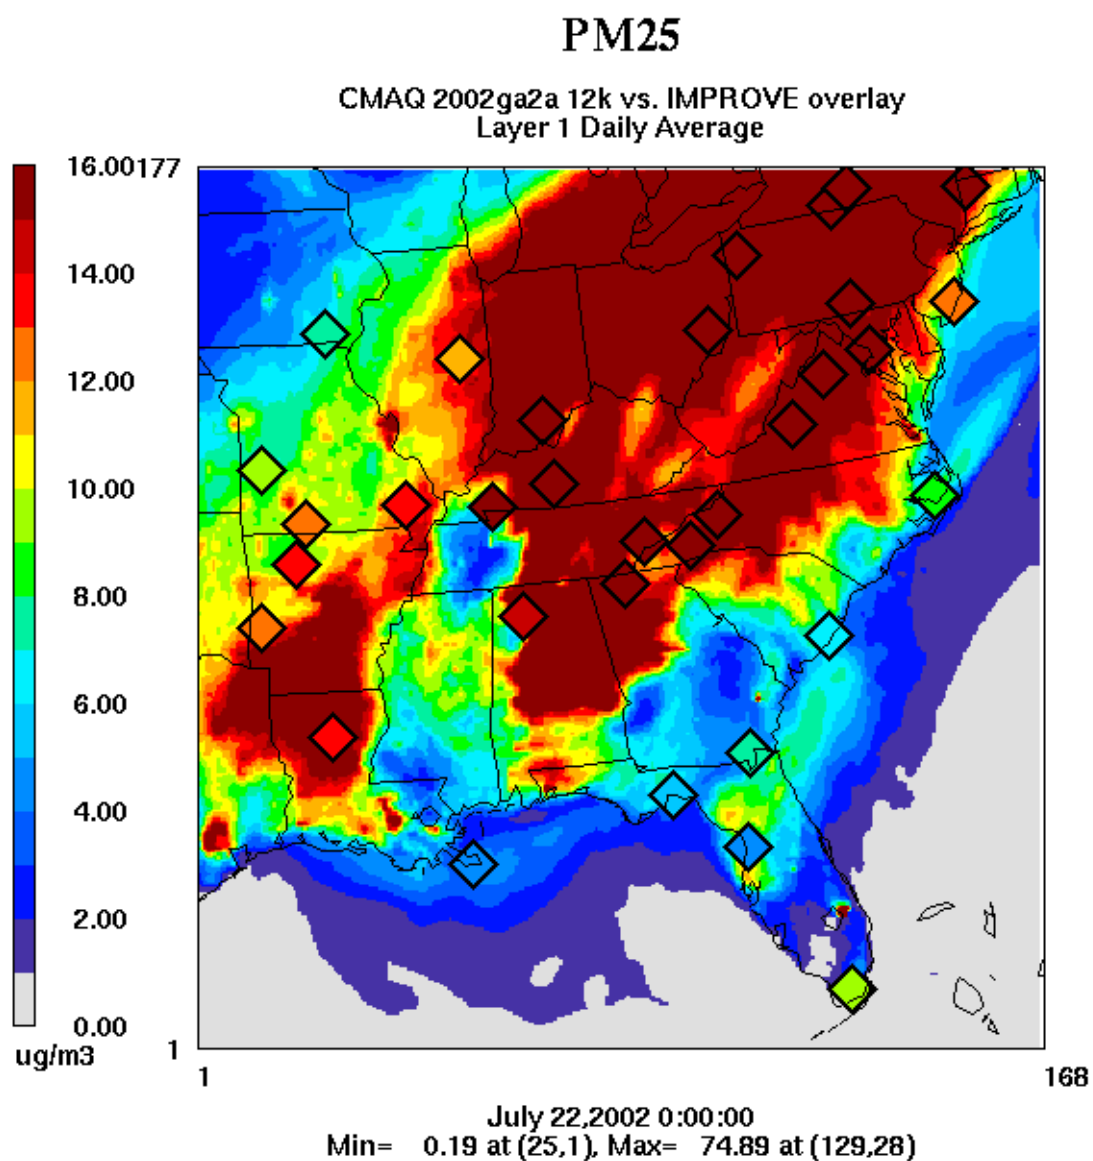 PM25
CMAQ 2002ga2a 12k vs. IMPROVE overlay
Layer 1 Daily Average
16.00
177
14.00
12.00
10.00
8.00
6.00
4.00
2.00
0.00
ug/m3
1
1
168
July 22,2002 0:00:00
Min= 0.19 at (25,1), Max= 74.89 at (129,28)